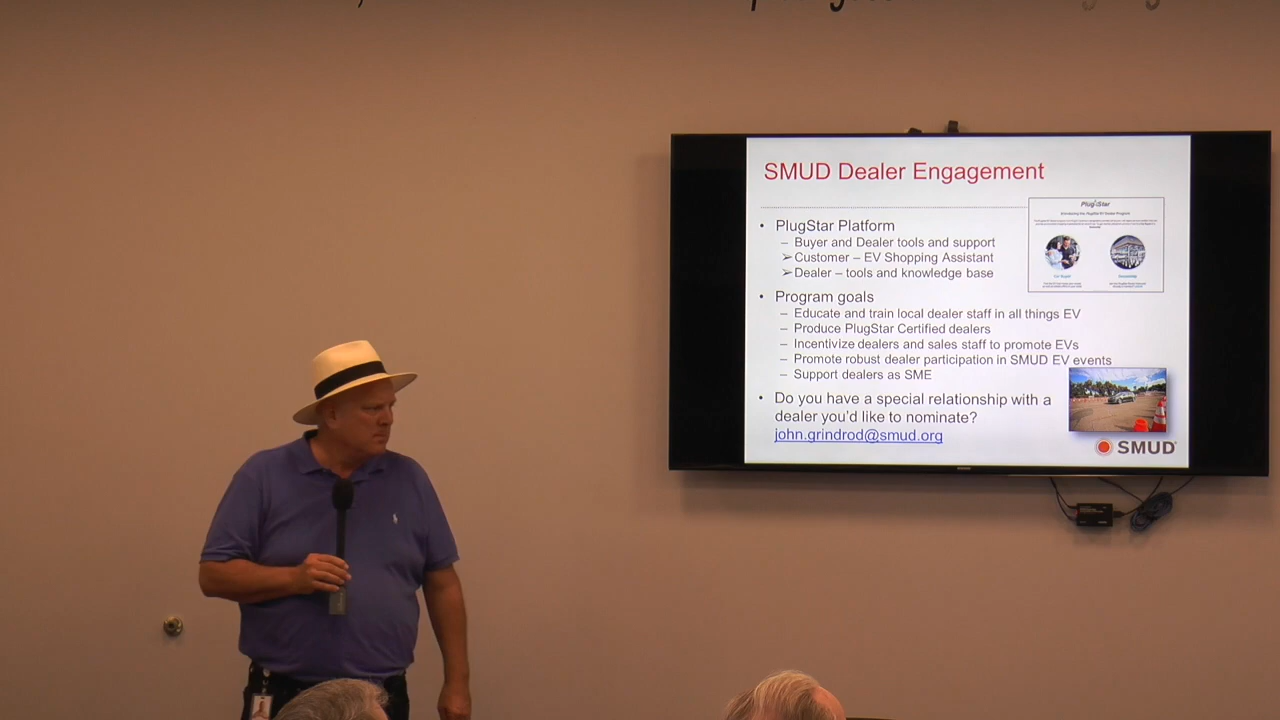 SMUD Dealer Engagement
Plug Star
• PlugStar Platform
– Buyer and Dealer tools and support
➢Customer – EV Shopping Assistant
➢Dealer – tools and knowledge base
• Program goals
– Educate and train local dealer staff in all things EV
– Produce PlugStar Certified dealers
– Incentivize dealers and sales staff to promote EVs
– Promote robust dealer participation in SMUD EV events
– Support dealers as SME
• Do you have a special relationship with a
dealer you'd like to nominate?
john.grindrod@smud.org
SMUD